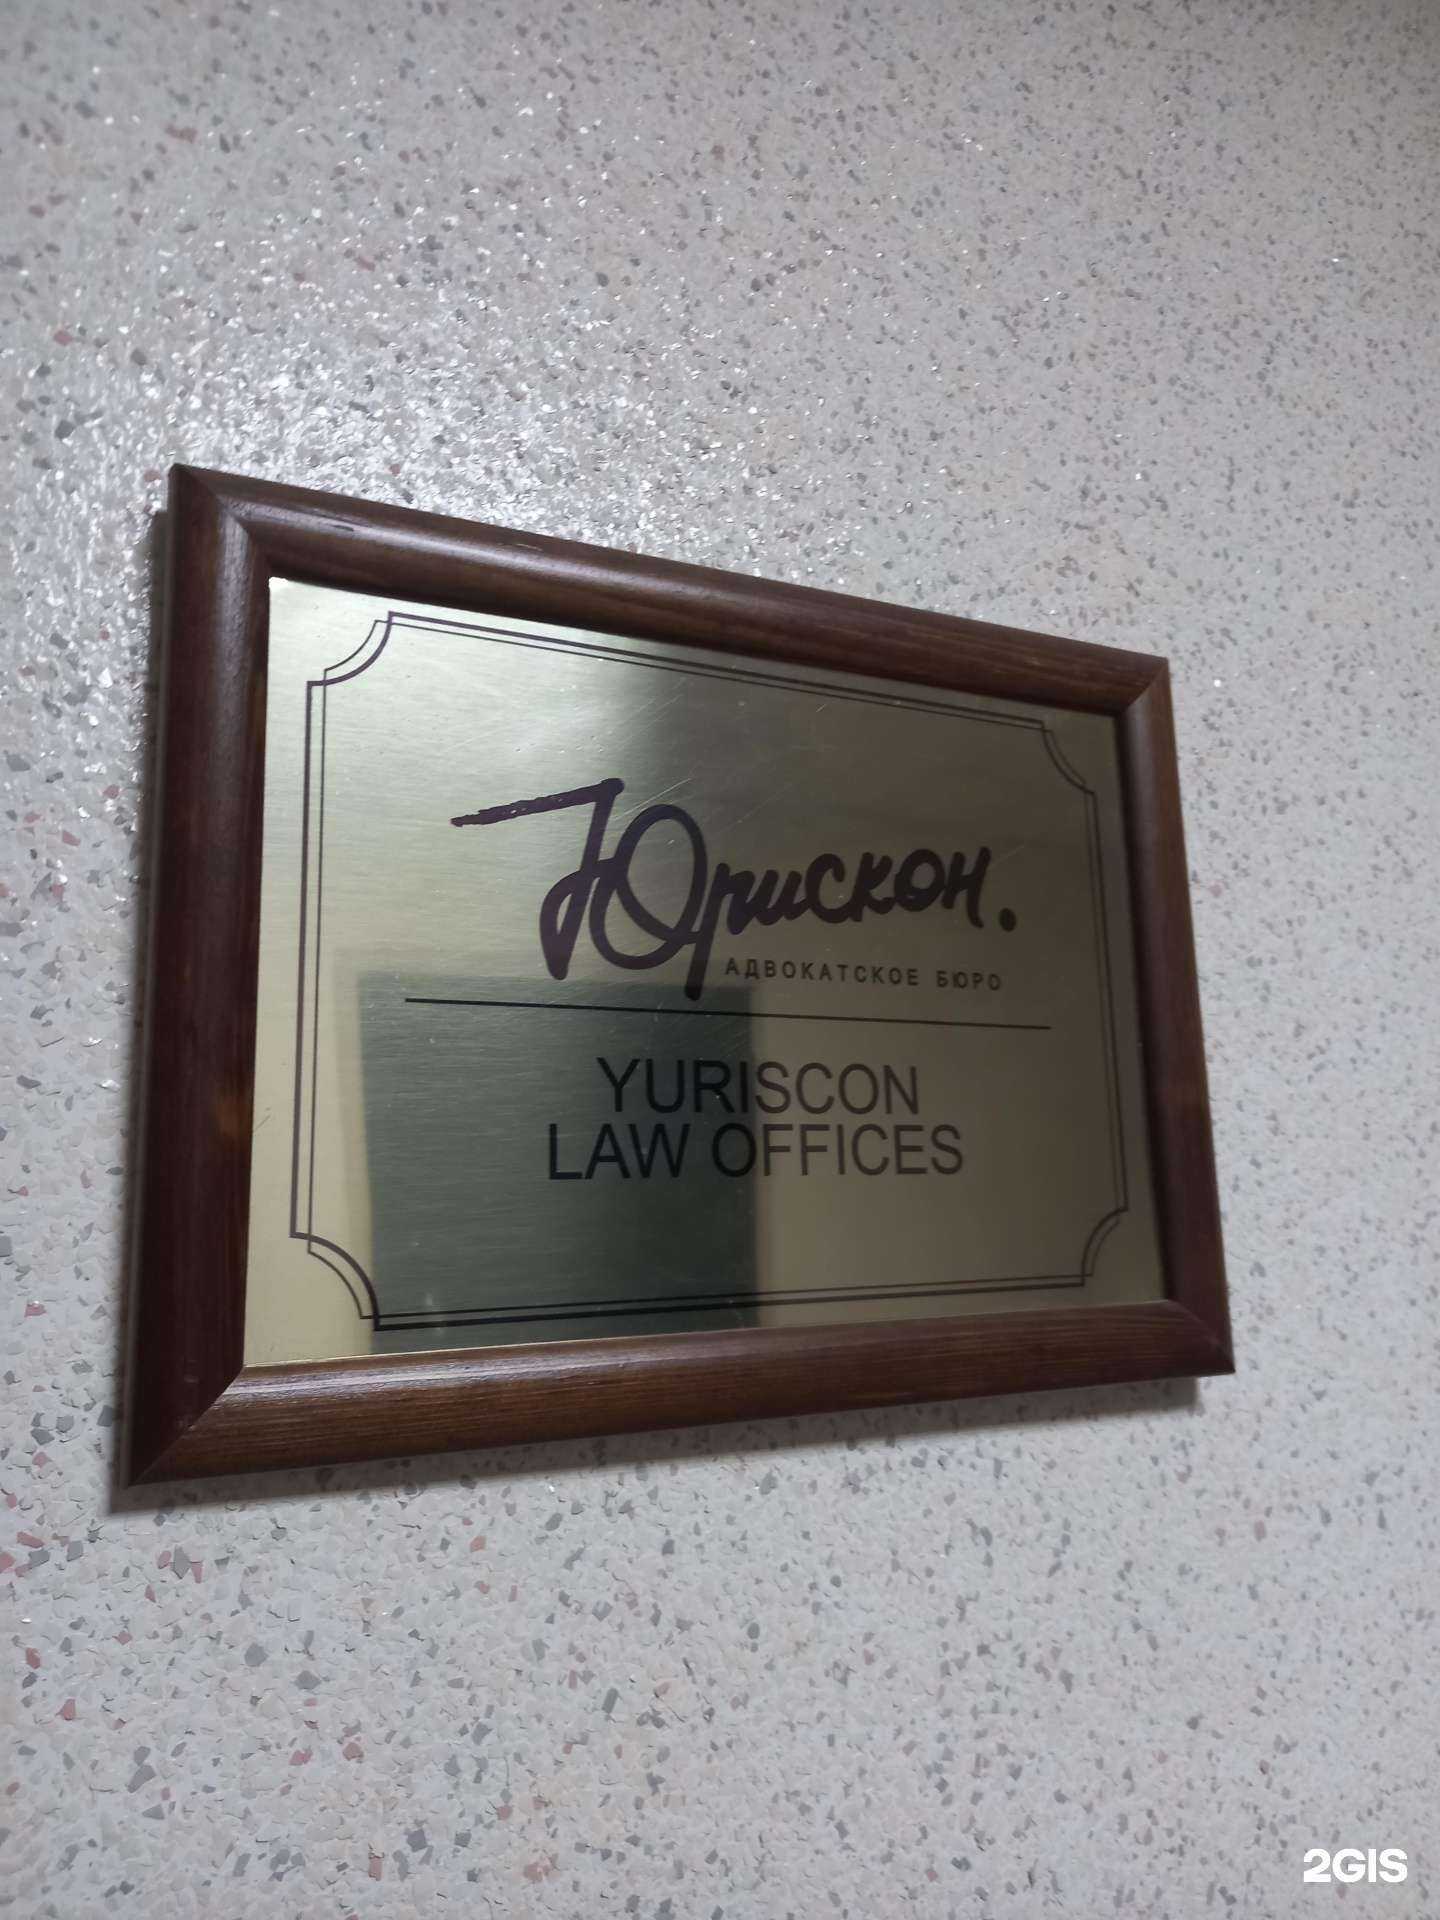 Юрискон.
АДВОКАТСКОЕ БЮРО
YURISCON
LAW OFFICES
2GIS